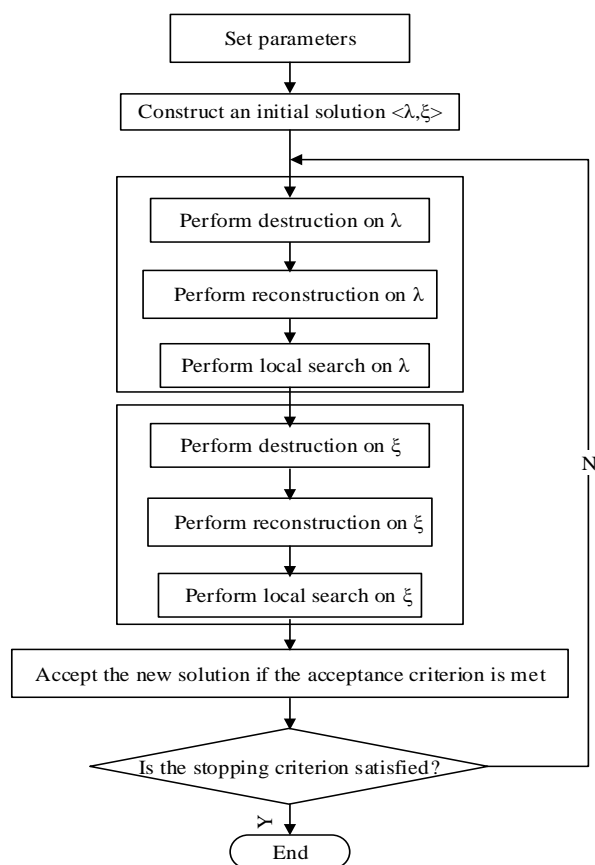 Set parameters
Construct an initial solution <λ,ξ>
Perform destruction on λ
Perform reconstruction on λ
Perform local search on λ
Perform destruction on ξ
N
Perform reconstruction on ξ
Perform local search on ξ
Accept the new solution if the acceptance criterion is met
Is the stopping criterion satisfied?
Y
End